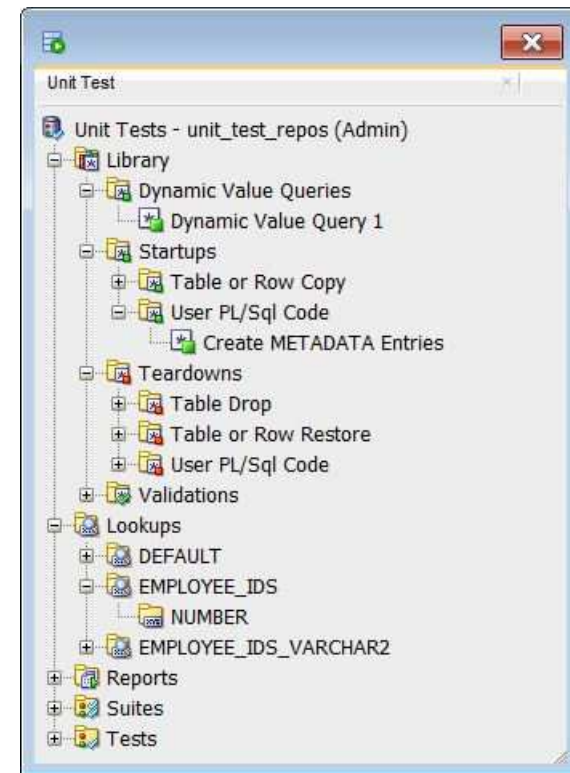 Unit Test
Unit Tests - unit_test_repos (Admin)
Library
Dynamic Value Queries
Dynamic Value Query 1
Startups
Table or Row Copy
User PL/Sql Code
Create METADATA Entries
Teardowns
Table Drop
Table or Row Restore
User PL/Sql Code
Validations
Lookups
DEFAULT
EMPLOYEE_IDS
NUMBER
EMPLOYEE_IDS_VARCHAR2
Reports
Suites
Tests